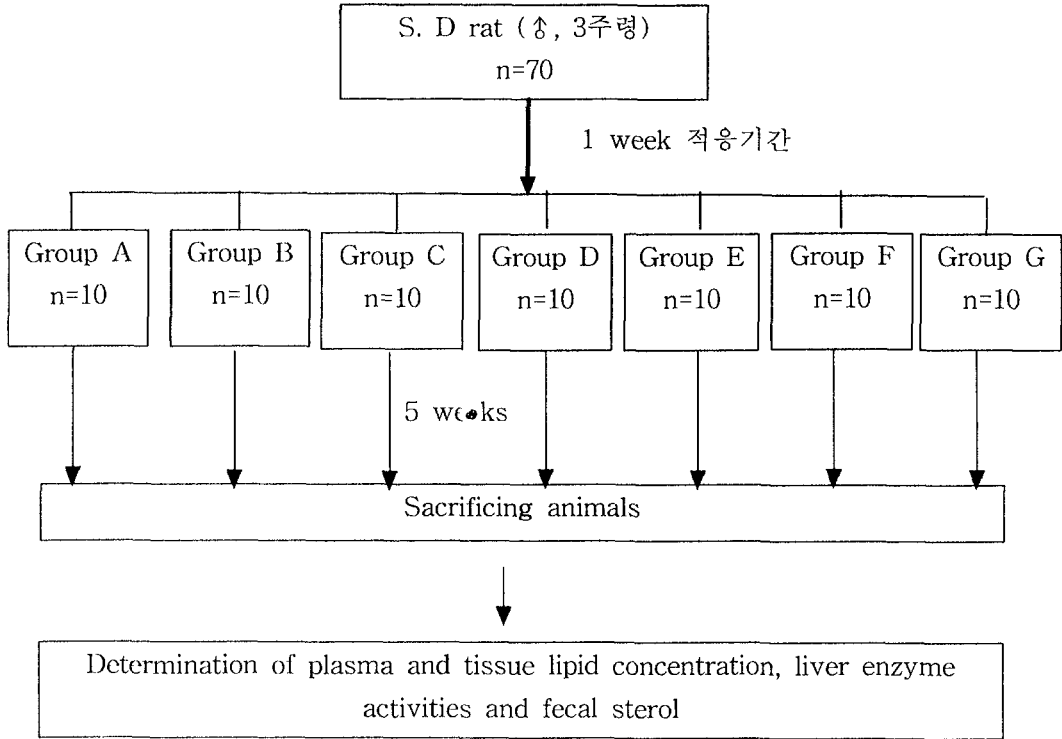 S. D rat (♂, 3주령)
n=70
1 week 적응기간
Group A
n=10
Group B
n=10
Group C
n=10
Group D
n=10
Group E
n=10
Group F
n=10
Group G
n=10
5 weeks
Sacrificing animals
Determination of plasma and tissue lipid concentration, liver enzyme
activities and fecal sterol